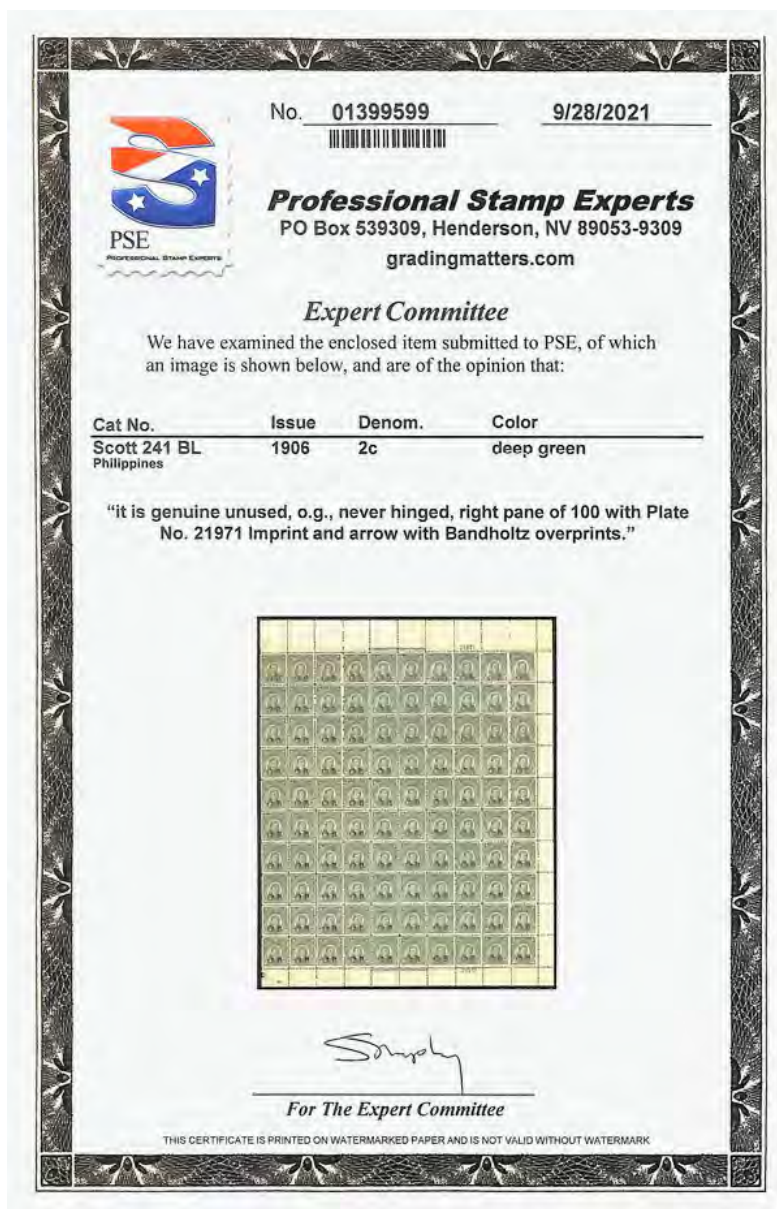 No. 01399599 9/28/2021
PSE
PROFESSIONAL STAMP EXPERTS
Professional Stamp Experts
PO Box 539309, Henderson, NV 89053-9309
gradingmatters.com
Expert Committee
We have examined the enclosed item submitted to PSE, of which
an image is shown below, and are of the opinion that:
Cat No. Issue Denom. Color
Scott 241 BL 1906 2c deep green
Philippines
“it is genuine unused, o.g., never hinged, right pane of 100 with Plate
No. 21971 Imprint and arrow with Bandholtz overprints.”
For The Expert Committee
THIS CERTIFICATE IS PRINTED ON WATERMARKED PAPER AND IS NOT VALID WITHOUT WATERMARK